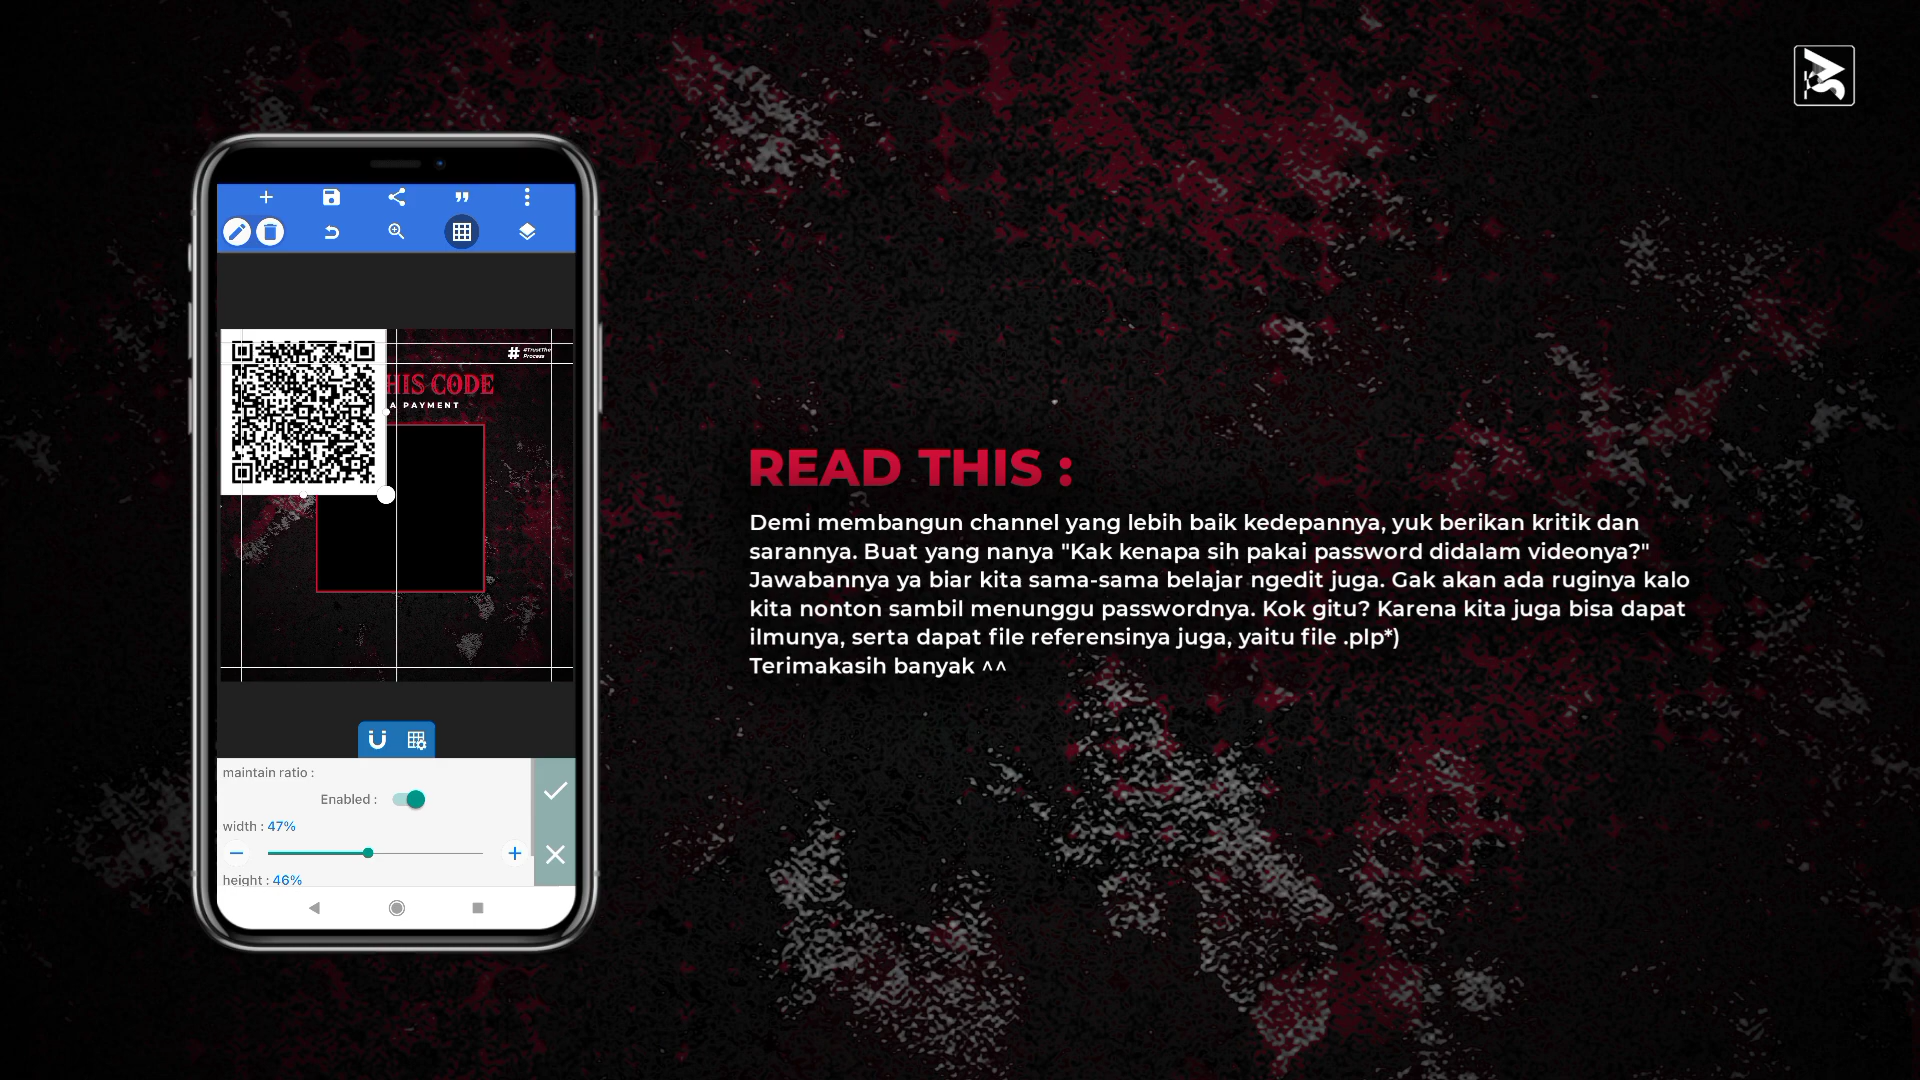 #TrustThe
Process
HIS CODE
A PAYMENT
maintain ratio :
Enabled :
width : 47%
height : 46%
READ THIS :
Demi membangun channel yang lebih baik kedepannya, yuk berikan kritik dan
sarannya. Buat yang nanya "Kak kenapa sih pakai password didalam videonya?"
Jawabannya ya biar kita sama-sama belajar ngedit juga. Gak akan ada ruginya kalo
kita nonton sambil menunggu passwordnya. Kok gitu? Karena kita juga bisa dapat
ilmunya, serta dapat file referensinya juga, yaitu file .plp*)
Terimakasih banyak ^^